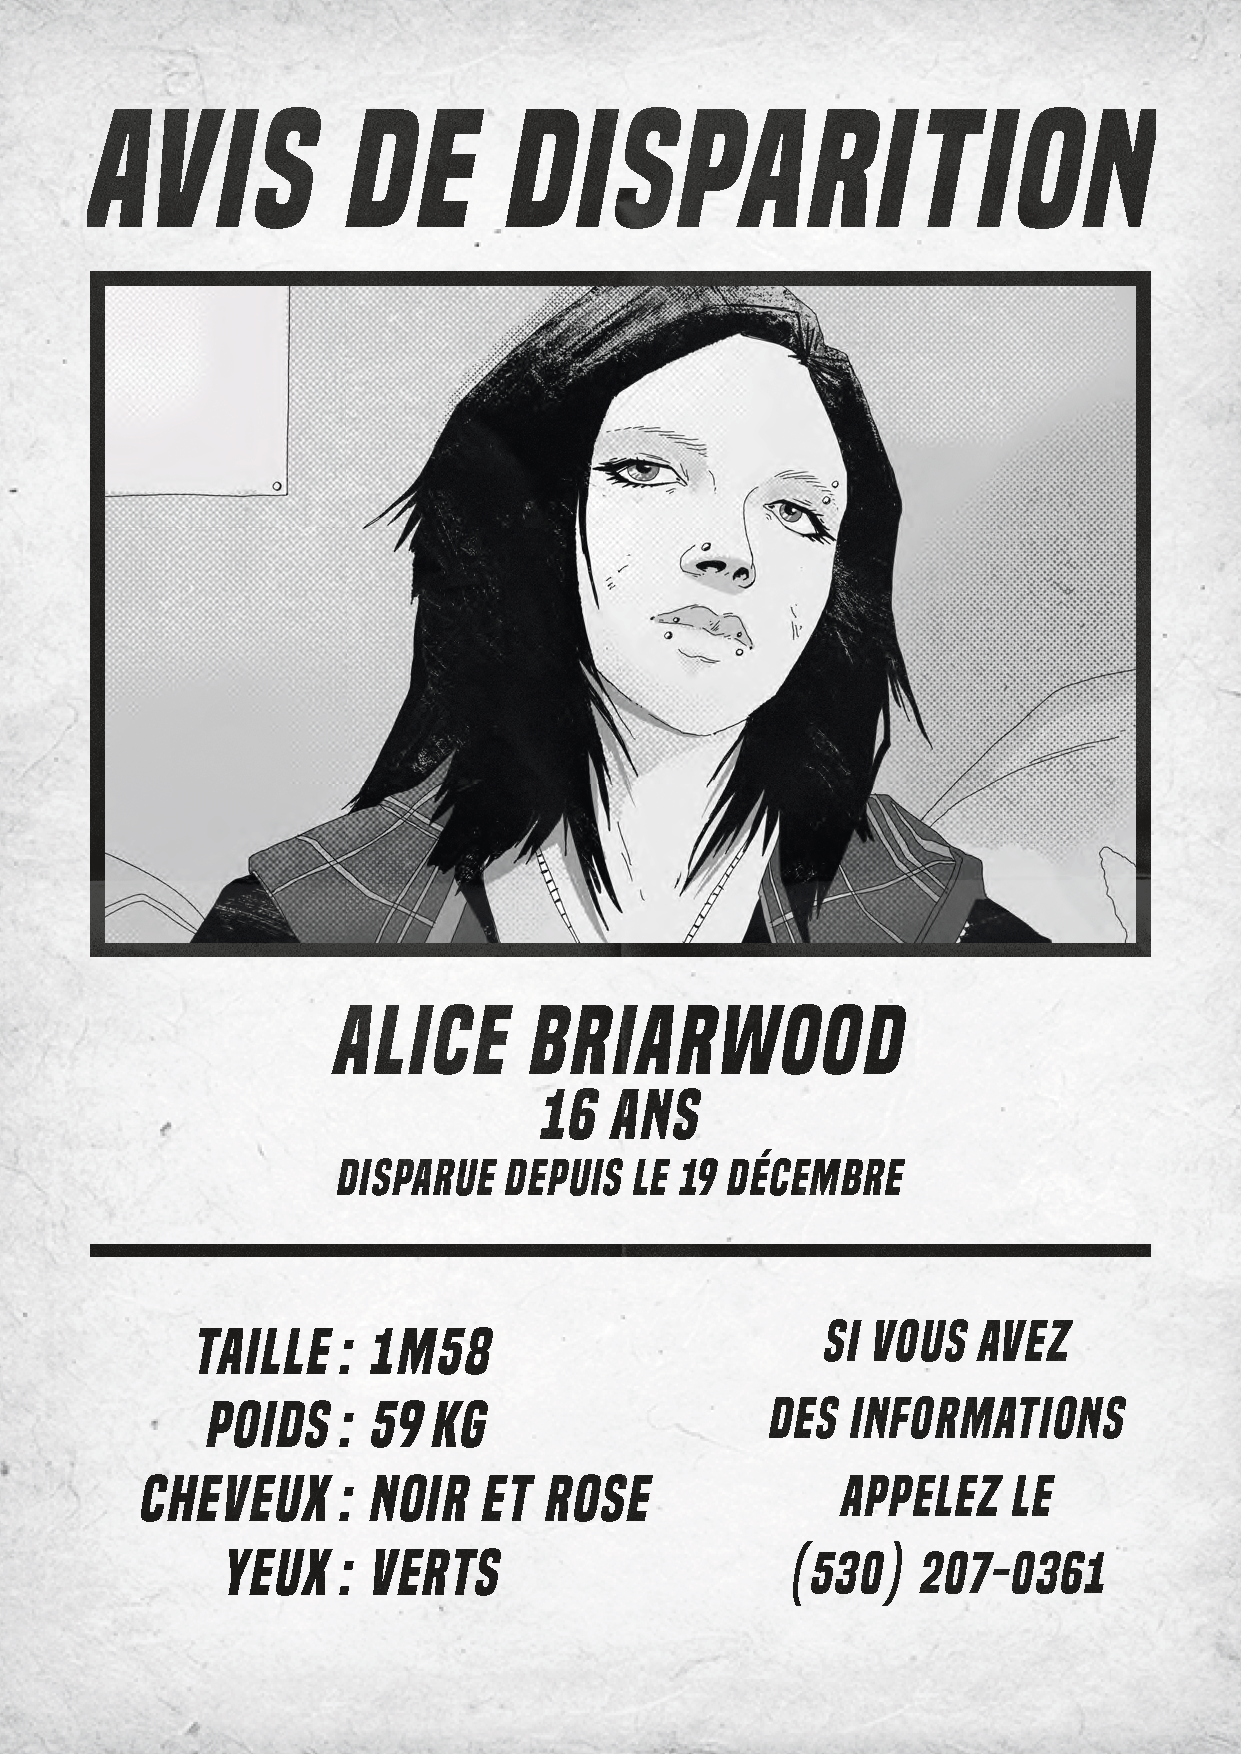 AVIS DE DISPARITION
ALICE BRIARWOOD
16 ANS
DISPARUE DEPUIS LE 19 DÉCEMBRE
TAILLE : 1M58
POIDS : 59 KG
CHEVEUX : NOIR ET ROSE
YEUX : VERTS
SI VOUS AVEZ
DES INFORMATIONS
APPELEZ LE
(530) 207-0361